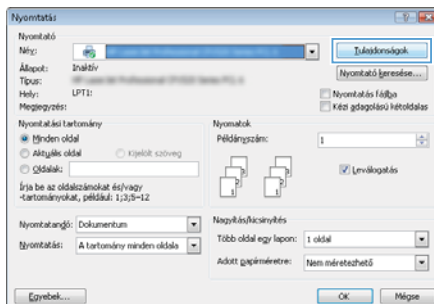 Nyomtatás
Nyomtató
Név:
Tulajdonságok
Állapot: Inaktív
Nyomtató keresése...
Típus:
Hely: LPT1:
Nyomtatás fájlba
Megjegyzés:
Kézi adagolású kétoldalas
Nyomtatási tartomány
Minden oldal
Aktuális oldal
Kijelölt szöveg
Oldalak:
Írja be az oldalszámokat és/vagy
-tartományokat, például: 1;3;5–12
Nyomatok
Példányszám: 1
Leválogatás
Nyomtatandó: Dokumentum
Nyomtatás: A tartomány minden oldala
Nagyítás/kicsinyítés
Több oldal egy lapon: 1 oldal
Adott papírméretre: Nem méretezhető
Egyebek...
OK
Mégse